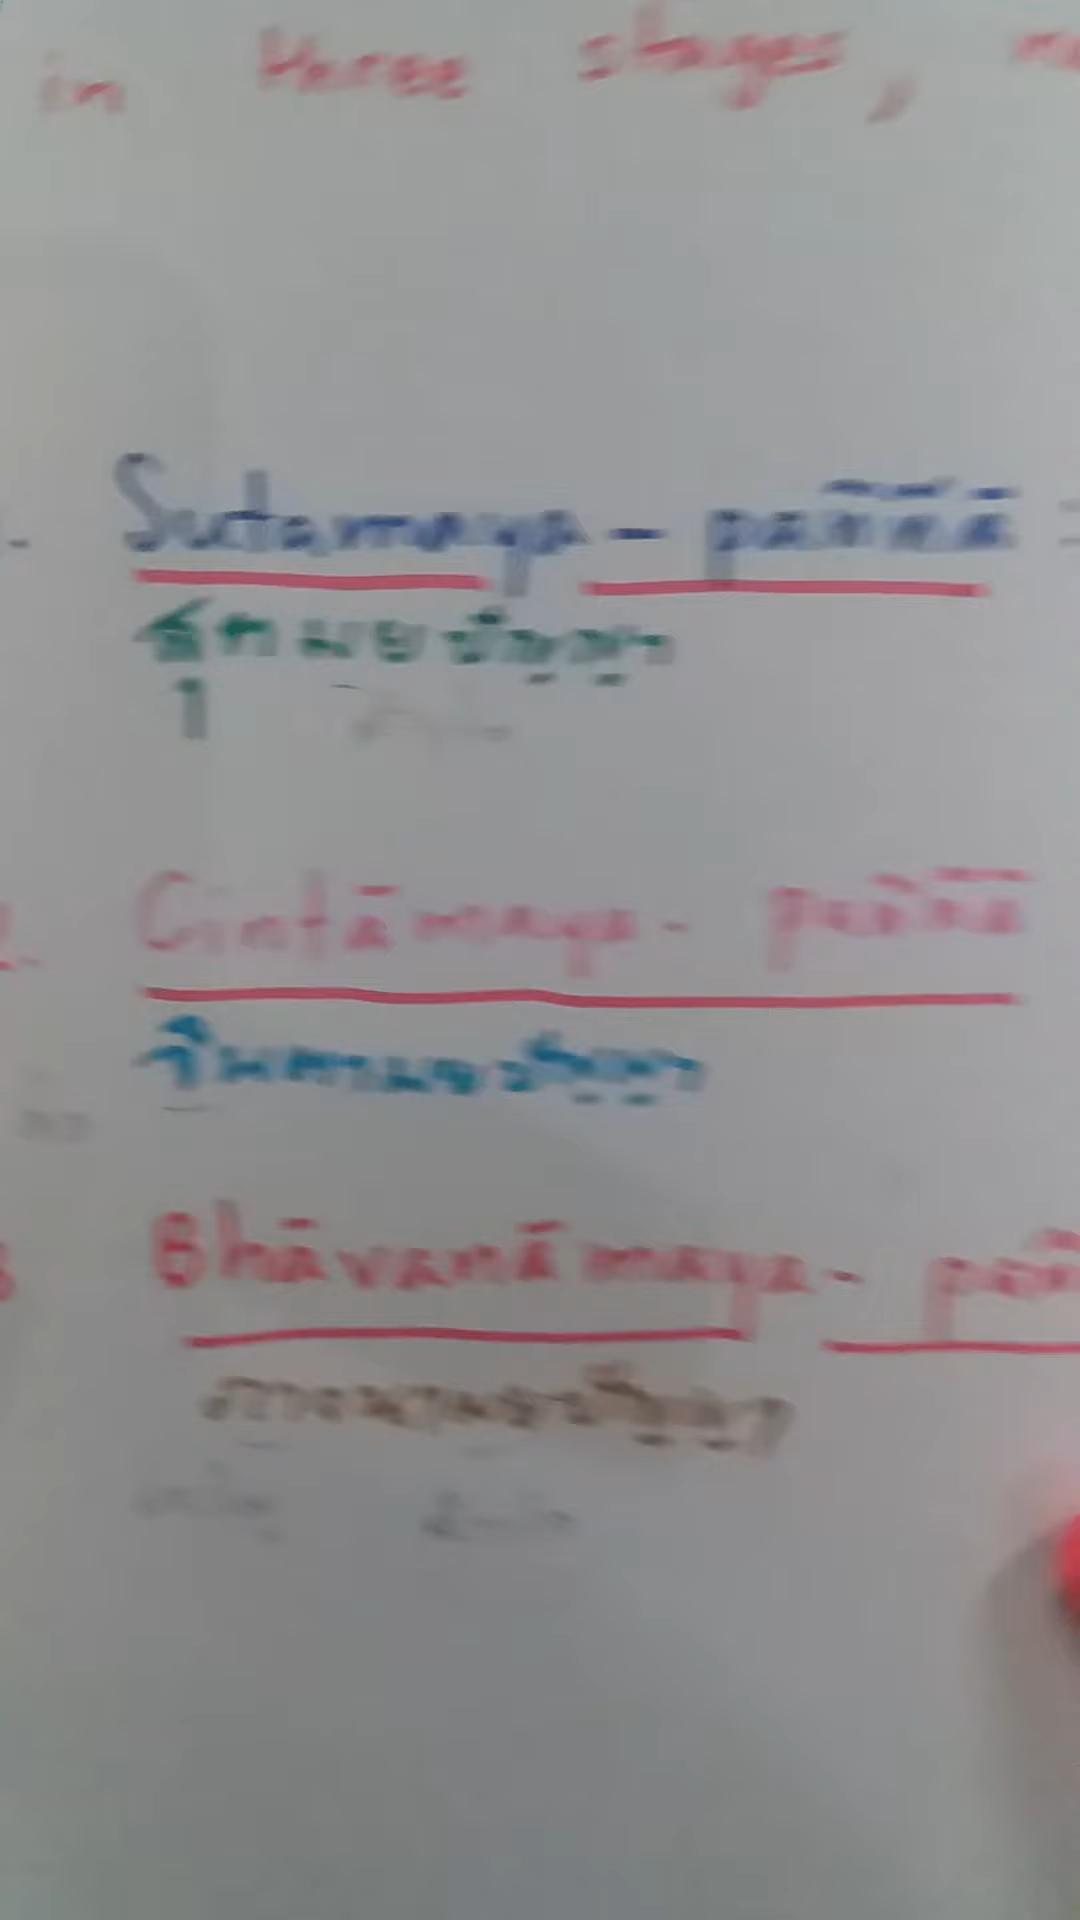 in three stages,
Sutamaya - paññā
สุตมยปัญญา
Cintāmaya - paññā
จินตามยปัญญา
Bhāvanāmaya -
ภาวนามยปัญญา